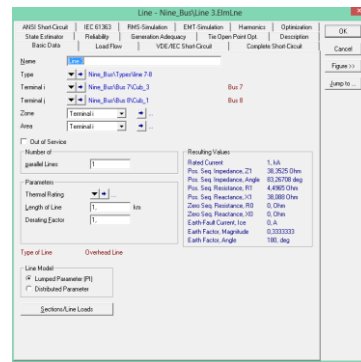 Line - Nine_Bus\Line 3.ElmLne
ANSI Short-Circuit IEC 61363 RMS-Simulation EMT-Simulation Harmonics Optimization
State Estimator Reliability Generation Adequacy Tie Open Point Opt. Description
Basic Data Load Flow VDE/IEC Short-Circuit Complete Short-Circuit
OK
Cancel
Figure >>
Jump to ...
Name Line 3
Type Nine_Bus\Types\line 7-8
Terminal i Nine_Bus\Bus 7\Cub_3 Bus 7
Terminal j Nine_Bus\Bus 8\Cub_1 Bus 8
Zone Terminal i ...
Area Terminal i ...
Out of Service
Number of
parallel Lines 1
Parameters
Thermal Rating ...
Length of Line 1. km
Derating Factor 1.
Resulting Values
Rated Current 1, kA
Pos. Seq. Impedance, Z1 38,3525 Ohm
Pos. Seq. Impedance, Angle 83,26708 deg
Pos. Seq. Resistance, R1 4,4965 Ohm
Pos. Seq. Reactance, X1 38,088 Ohm
Zero Seq. Resistance, R0 0, Ohm
Zero Seq. Reactance, X0 0, Ohm
Earth-Fault Current, Ice 0, A
Earth Factor, Magnitude 0,3333333
Earth Factor, Angle 180, deg
Type of Line Overhead Line
Line Model
Lumped Parameter (PI)
Distributed Parameter
Sections/Line Loads